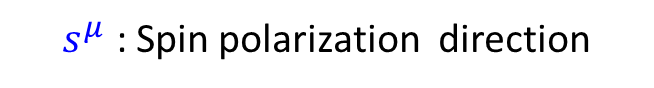 s^μ : Spin polarization direction